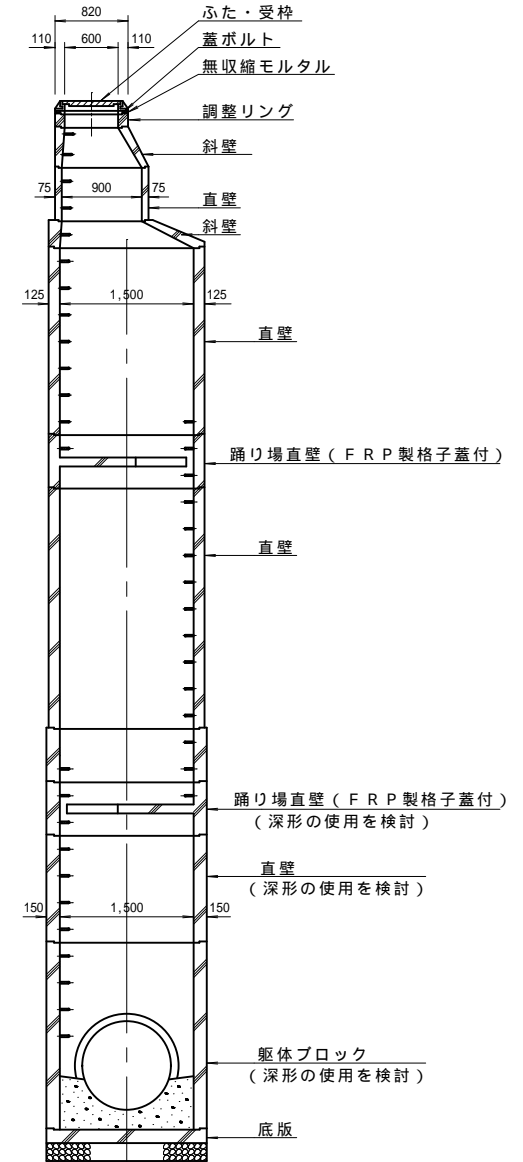 820
ふた・受枠
110 600 110
蓋ボルト
無収縮モルタル
調整リング
斜壁
75 900 75
直壁
斜壁
125 1,500 125
直壁
踊り場直壁(FRP製格子蓋付)
直壁
踊り場直壁(FRP製格子蓋付)
(深形の使用を検討)
直壁
(深形の使用を検討)
150 1,500 150
躯体ブロック
(深形の使用を検討)
底版